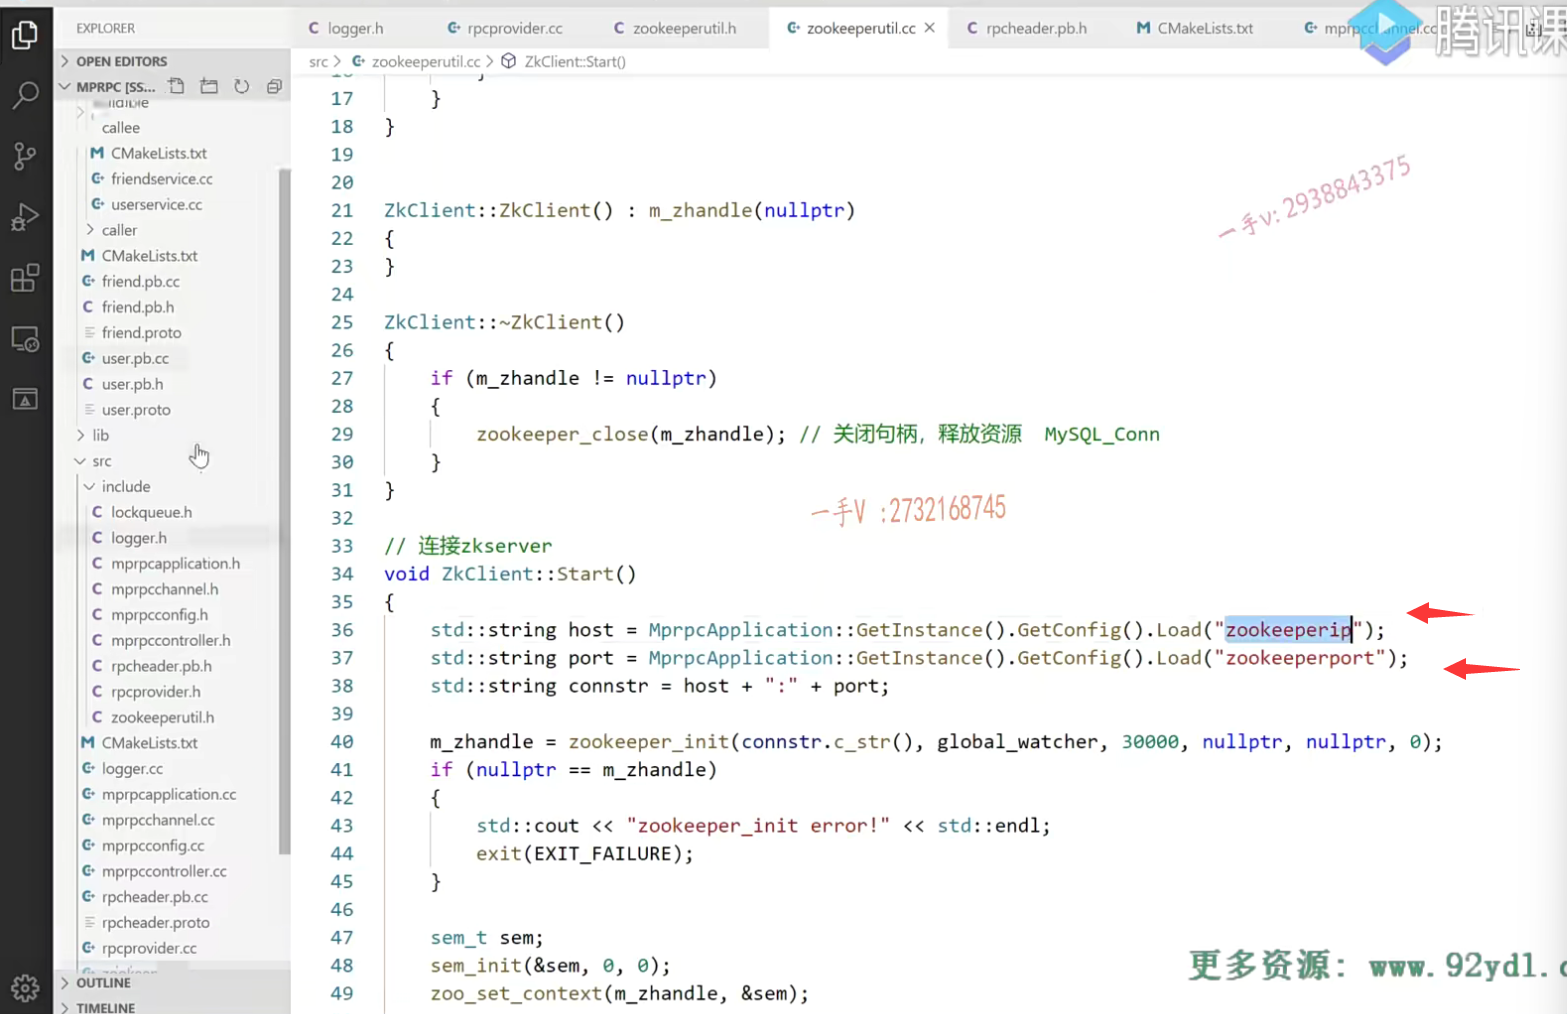 EXPLORER
logger.h
rpcprovider.cc
zookeeperutil.h
zookeeperutil.cc
rpcheader.pb.h
CMakeLists.txt
腾讯课
OPEN EDITORS
src > zookeeperutil.cc > ZkClient::Start()
MPRPC [SS...
callee
CMakeLists.txt
friendservice.cc
userservice.cc
caller
CMakeLists.txt
friend.pb.cc
friend.pb.h
friend.proto
user.pb.cc
user.pb.h
user.proto
lib
src
include
lockqueue.h
logger.h
mprpcapplication.h
mprpcchannel.h
mprpcconfig.h
mprpccontroller.h
rpcheader.pb.h
rpcprovider.h
zookeeperutil.h
CMakeLists.txt
logger.cc
mprpcapplication.cc
mprpcchannel.cc
mprpcconfig.cc
mprpccontroller.cc
rpcheader.pb.cc
rpcheader.proto
rpcprovider.cc
OUTLINE
TIMELINE
17 }
18 }
19
20
21 ZkClient::ZkClient() : m_zhandle(nullptr)
22 {
23 }
24
25 ZkClient::~ZkClient()
26 {
27 if (m_zhandle != nullptr)
28 {
29 zookeeper_close(m_zhandle); // 关闭句柄，释放资源 MySQL_Conn
30 }
31 }
32
33 // 连接zkserver
34 void ZkClient::Start()
35 {
36 std::string host = MprpcApplication::GetInstance().GetConfig().Load("zookeeperip");
37 std::string port = MprpcApplication::GetInstance().GetConfig().Load("zookeeperport");
38 std::string connstr = host + ":" + port;
39
40 m_zhandle = zookeeper_init(connstr.c_str(), global_watcher, 30000, nullptr, nullptr, 0);
41 if (nullptr == m_zhandle)
42 {
43 std::cout << "zookeeper_init error!" << std::endl;
44 exit(EXIT_FAILURE);
45 }
46
47 sem_t sem;
48 sem_init(&sem, 0, 0);
49 zoo_set_context(m_zhandle, &sem);
一手v: 2938843375
一手V :2732168745
更多资源: www.92ydl.c